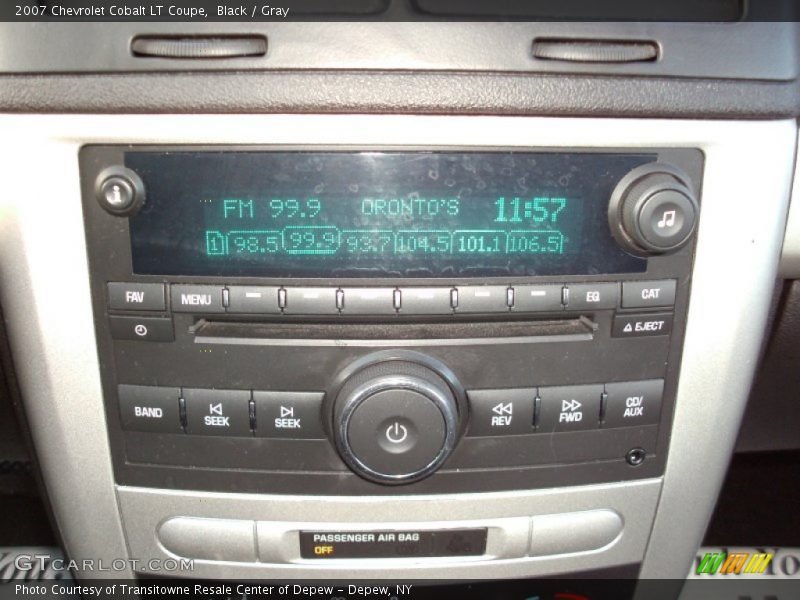 2007 Chevrolet Cobalt LT Coupe, Black / Gray
FM 99.9 ORONTO'S 11:57
1 98.5 99.9 93.7 104.5 101.1 106.5
FAV MENU EQ CAT
EJECT
BAND SEEK SEEK REV FWD CD/AUX
PASSENGER AIR BAG
OFF
GTCARLOT.COM
Photo Courtesy of Transitowne Resale Center of Depew – Depew, NY